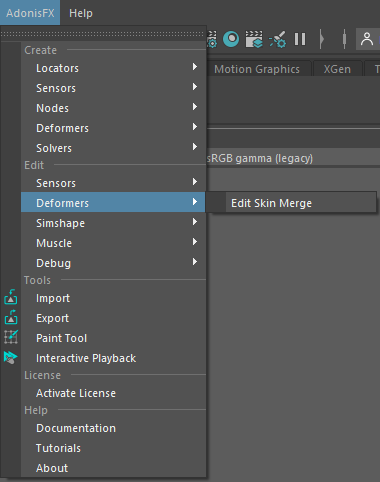 AdonisFX Help
Create
Locators
Sensors
Nodes
Deformers
Solvers
Edit
Sensors
Deformers
Edit Skin Merge
Simshape
Muscle
Debug
Tools
Import
Export
Paint Tool
Interactive Playback
License
Activate License
Help
Documentation
Tutorials
About
Motion Graphics XGen T
sRGB gamma (legacy)